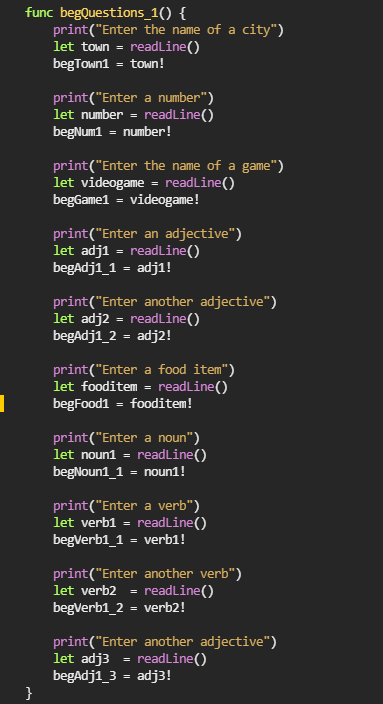 func begQuestions_1() {
    print("Enter the name of a city")
    let town = readLine()
    begTown1 = town!

    print("Enter a number")
    let number = readLine()
    begNum1 = number!

    print("Enter the name of a game")
    let videogame = readLine()
    begGame1 = videogame!

    print("Enter an adjective")
    let adj1 = readLine()
    begAdj1_1 = adj1!

    print("Enter another adjective")
    let adj2 = readLine()
    begAdj1_2 = adj2!

    print("Enter a food item")
    let fooditem = readLine()
    begFood1 = fooditem!

    print("Enter a noun")
    let noun1 = readLine()
    begNoun1_1 = noun1!

    print("Enter a verb")
    let verb1 = readLine()
    begVerb1_1 = verb1!

    print("Enter another verb")
    let verb2  = readLine()
    begVerb1_2 = verb2!

    print("Enter another adjective")
    let adj3  = readLine()
    begAdj1_3 = adj3!
}